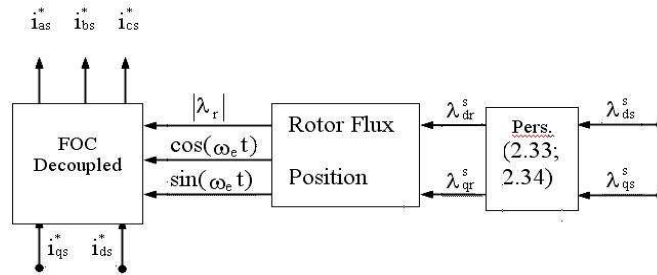 i*as i*bs i*cs
FOC
Decoupled
|λr|
cos(ωe t)
sin(ωe t)
Rotor Flux
Position
λsdr
λsqr
Pers.
(2.33;
2.34)
λsds
λsqs
i*qs i*ds